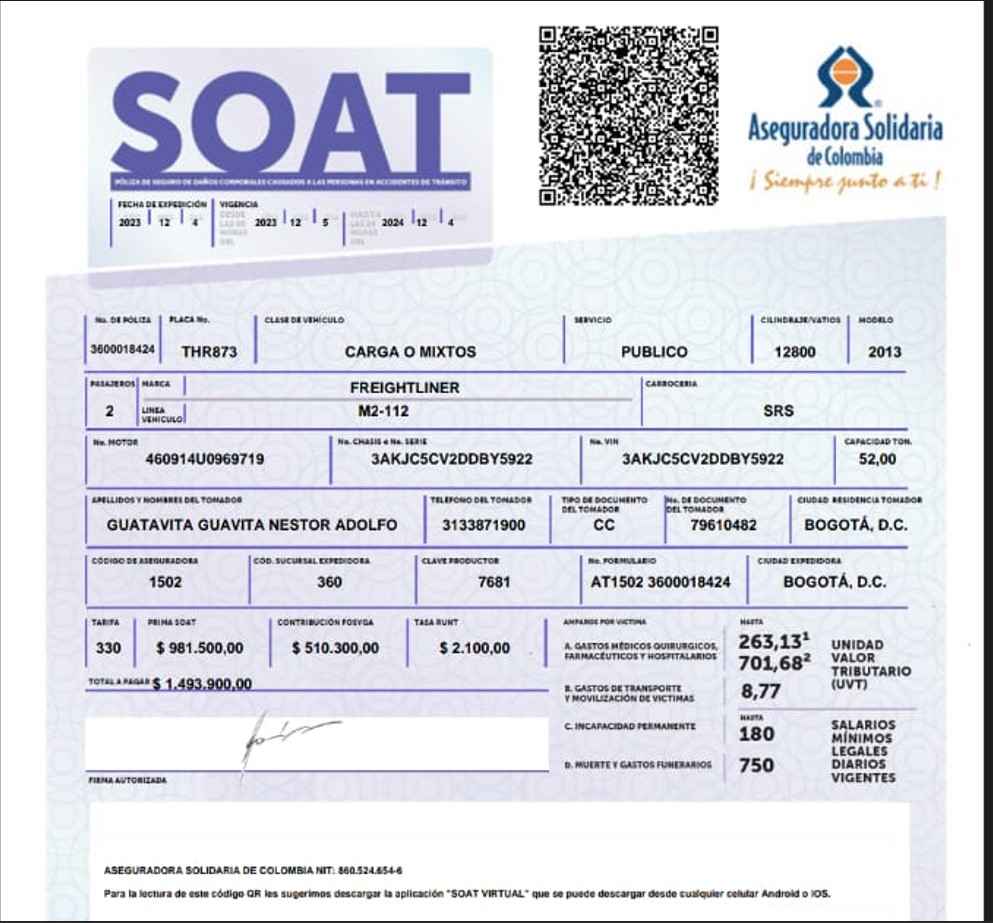 SOAT
PÓLIZA DE SEGURO DE DAÑOS CORPORALES CAUSADOS A LAS PERSONAS EN ACCIDENTES DE TRÁNSITO
FECHA DE EXPEDICIÓN VIGENCIA
2023 12 4 DESDE LAS 00 HORAS DEL 2023 12 5 HASTA LAS 24 HORAS DEL 2024 12 4
Aseguradora Solidaria
de Colombia
¡ Siempre junto a ti !
No. DE PÓLIZA PLACA No. CLASE DE VEHÍCULO SERVICIO CILINDRAJE/VATIOS MODELO
3600018424 THR873 CARGA O MIXTOS PUBLICO 12800 2013
PASAJEROS MARCA FREIGHTLINER CARROCERIA
2 LINEA VEHICULO M2-112 SRS
No. MOTOR No. CHASIS ó No. SERIE No. VIN CAPACIDAD TON.
460914U0969719 3AKJC5CV2DDBY5922 3AKJC5CV2DDBY5922 52,00
APELLIDOS Y NOMBRES DEL TOMADOR TELEFONO DEL TOMADOR TIPO DE DOCUMENTO DEL TOMADOR No. DE DOCUMENTO DEL TOMADOR CIUDAD RESIDENCIA TOMADOR
GUATAVITA GUAVITA NESTOR ADOLFO 3133871900 CC 79610482 BOGOTÁ, D.C.
CÓDIGO DE ASEGURADORA COD. SUCURSAL EXPEDIDORA CLAVE PRODUCTOR No. FORMULARIO CIUDAD EXPEDIDORA
1502 360 7681 AT1502 3600018424 BOGOTÁ, D.C.
TARIFA PRIMA SOAT CONTRIBUCIÓN FOSYGA TASA RUNT
330 $ 981.500,00 $ 510.300,00 $ 2.100,00
TOTAL A PAGAR $ 1.493.900,00
FIRMA AUTORIZADA
AMPAROS POR VICTIMA HASTA
A. GASTOS MÉDICOS QUIRURGICOS, FARMACÉUTICOS Y HOSPITALARIOS 263,13¹ 701,68²
B. GASTOS DE TRANSPORTE Y MOVILIZACIÓN DE VICTIMAS 8,77
UNIDAD VALOR TRIBUTARIO (UVT)
HASTA
C. INCAPACIDAD PERMANENTE 180
D. MUERTE Y GASTOS FUNERARIOS 750
SALARIOS MÍNIMOS LEGALES DIARIOS VIGENTES
ASEGURADORA SOLIDARIA DE COLOMBIA NIT: 860.524.654-6
Para la lectura de este código QR les sugerimos descargar la aplicación "SOAT VIRTUAL" que se puede descargar desde cualquier celular Android o IOS.